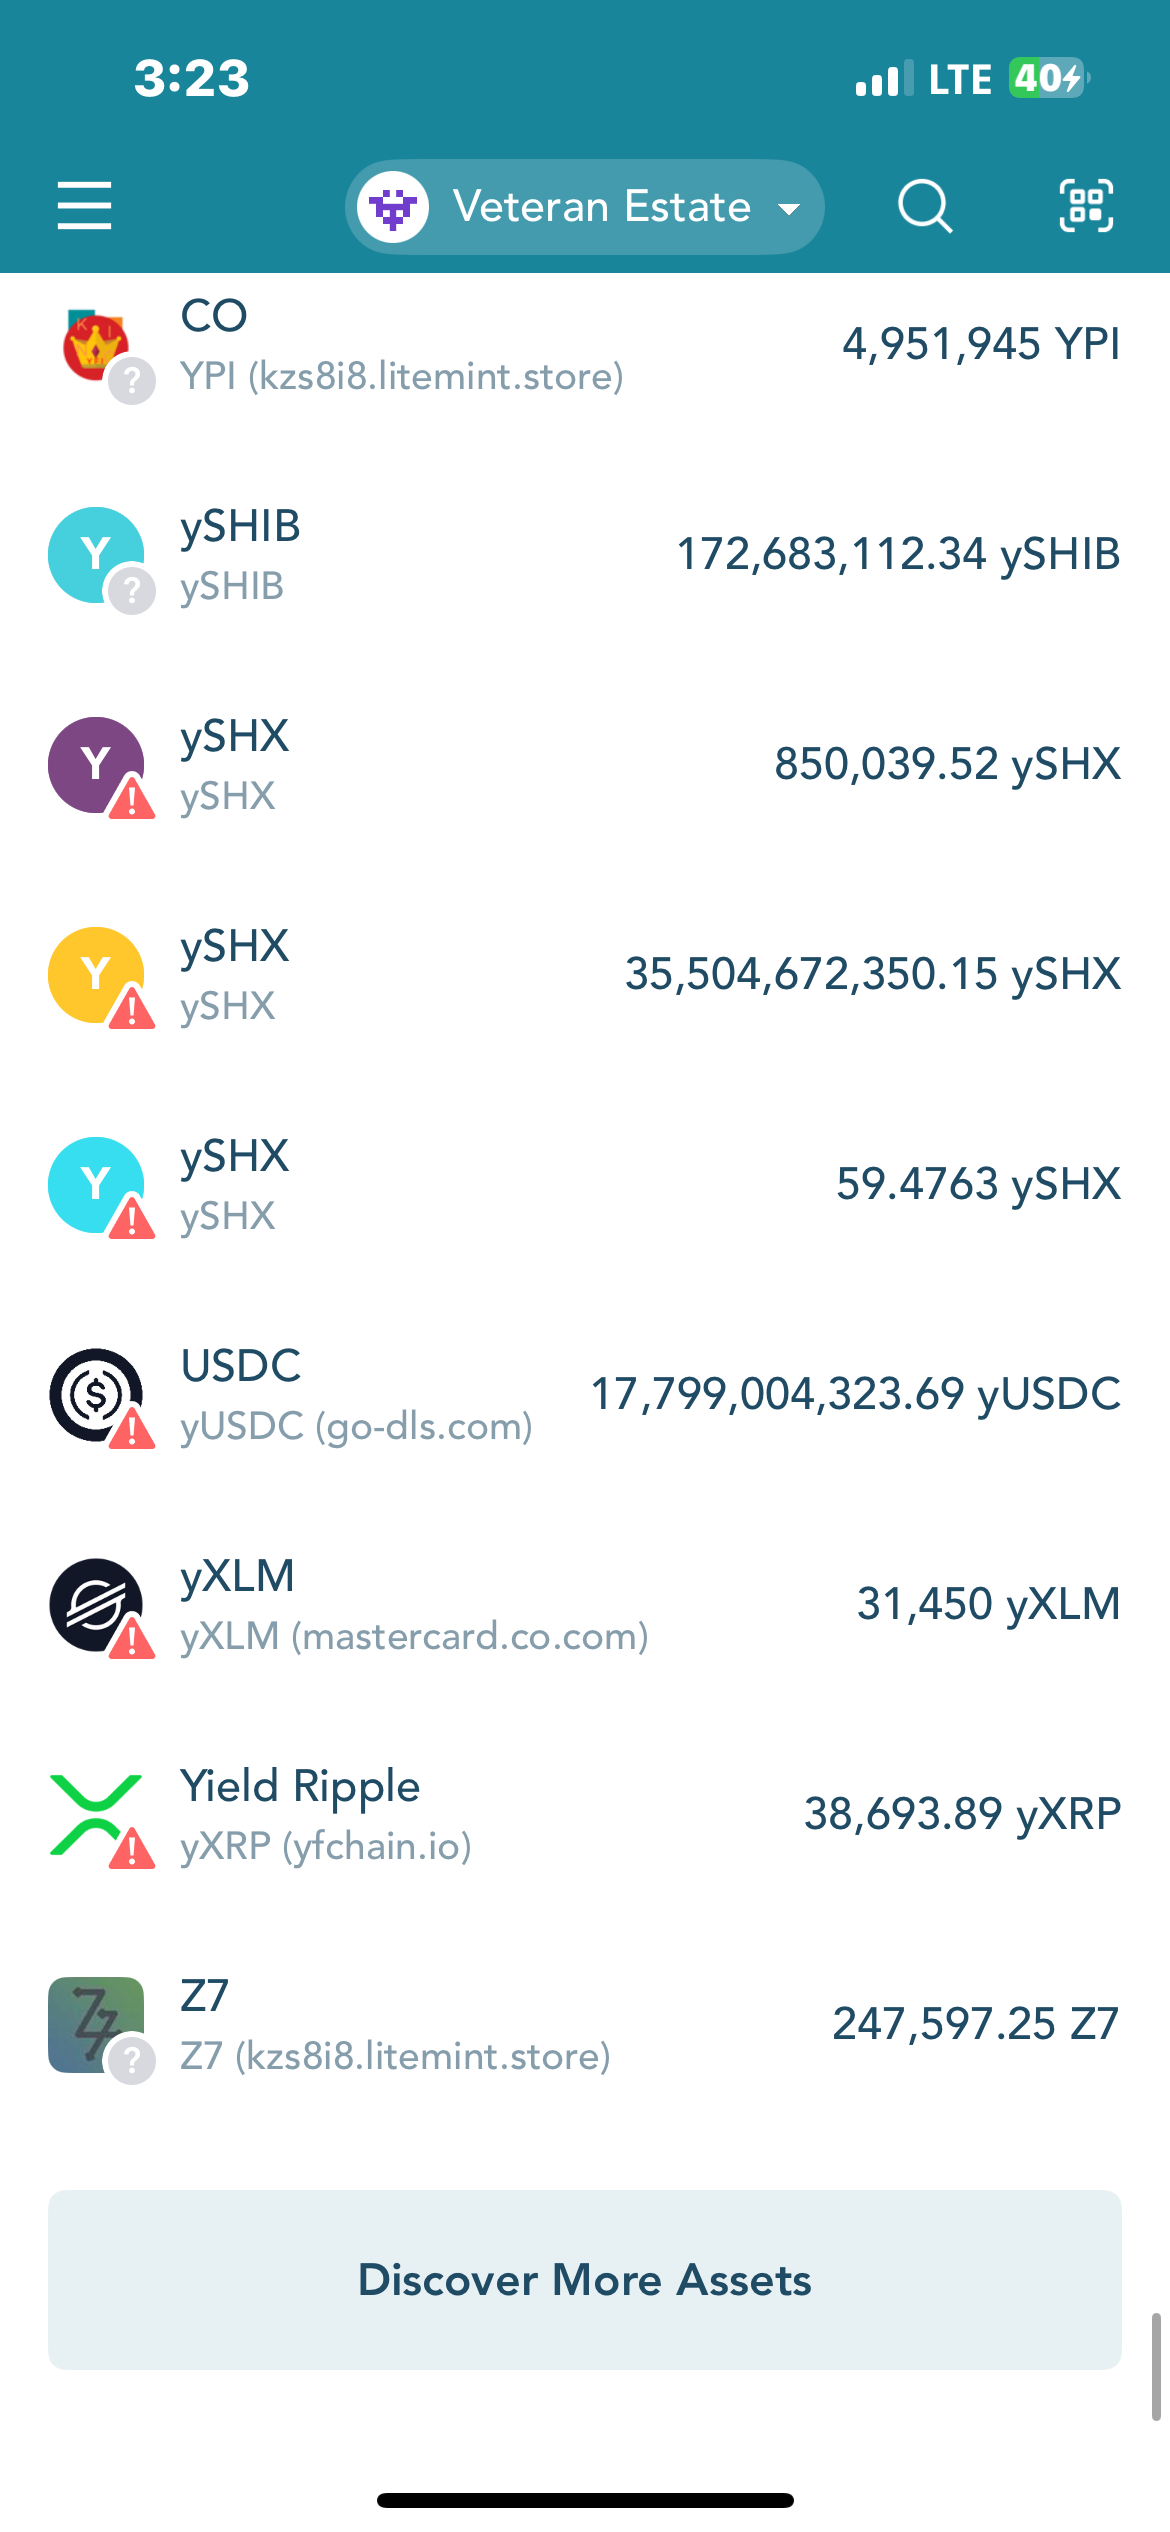 3:23
LTE 40
Veteran Estate
CO
4,951,945 YPI
YPI (kzs8i8.litemint.store)
?
Y
ySHIB
172,683,112.34 ySHIB
ySHIB
?
Y
ySHX
850,039.52 ySHX
ySHX
!
Y
ySHX
35,504,672,350.15 ySHX
ySHX
!
Y
ySHX
59.4763 ySHX
ySHX
!
USDC
17,799,004,323.69 yUSDC
yUSDC (go-dls.com)
$
!
yXLM
31,450 yXLM
yXLM (mastercard.co.com)
!
Yield Ripple
38,693.89 yXRP
yXRP (yfchain.io)
!
Z7
247,597.25 Z7
Z7 (kzs8i8.litemint.store)
?
Discover More Assets